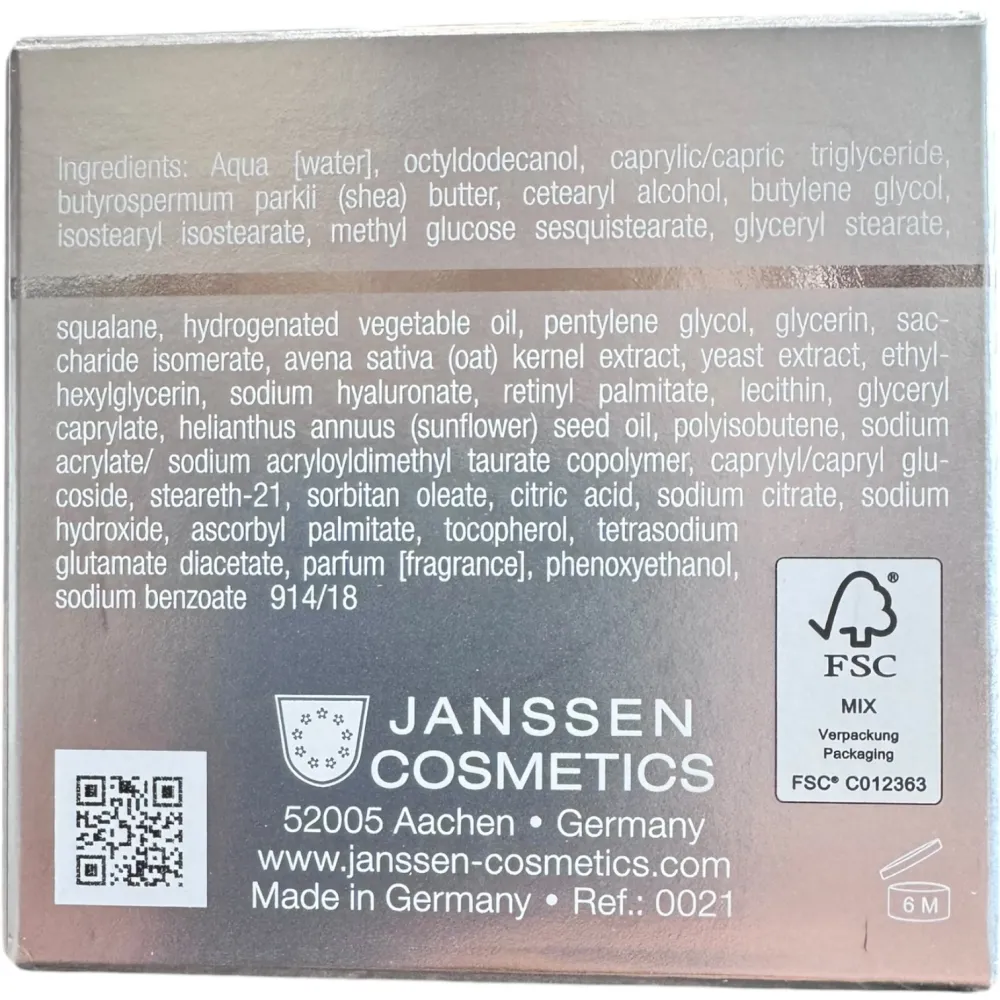 Ingredients: Aqua [water], octyldodecanol, caprylic/capric triglyceride,
butyrospermum parkii (shea) butter, cetearyl alcohol, butylene glycol,
isostearyl isostearate, methyl glucose sesquistearate, glyceryl stearate,
squalane, hydrogenated vegetable oil, pentylene glycol, glycerin, sac-
charide isomerate, avena sativa (oat) kernel extract, yeast extract, ethyl-
hexylglycerin, sodium hyaluronate, retinyl palmitate, lecithin, glyceryl
caprylate, helianthus annuus (sunflower) seed oil, polyisobutene, sodium
acrylate/ sodium acryloyldimethyl taurate copolymer, caprylyl/capryl glu-
coside, steareth-21, sorbitan oleate, citric acid, sodium citrate, sodium
hydroxide, ascorbyl palmitate, tocopherol, tetrasodium
glutamate diacetate, parfum [fragrance], phenoxyethanol,
sodium benzoate 914/18
FSC®
MIX
Verpackung
Packaging
FSC® C012363
JANSSEN
COSMETICS
52005 Aachen • Germany
www.janssen-cosmetics.com
Made in Germany • Ref.: 0021
6 M